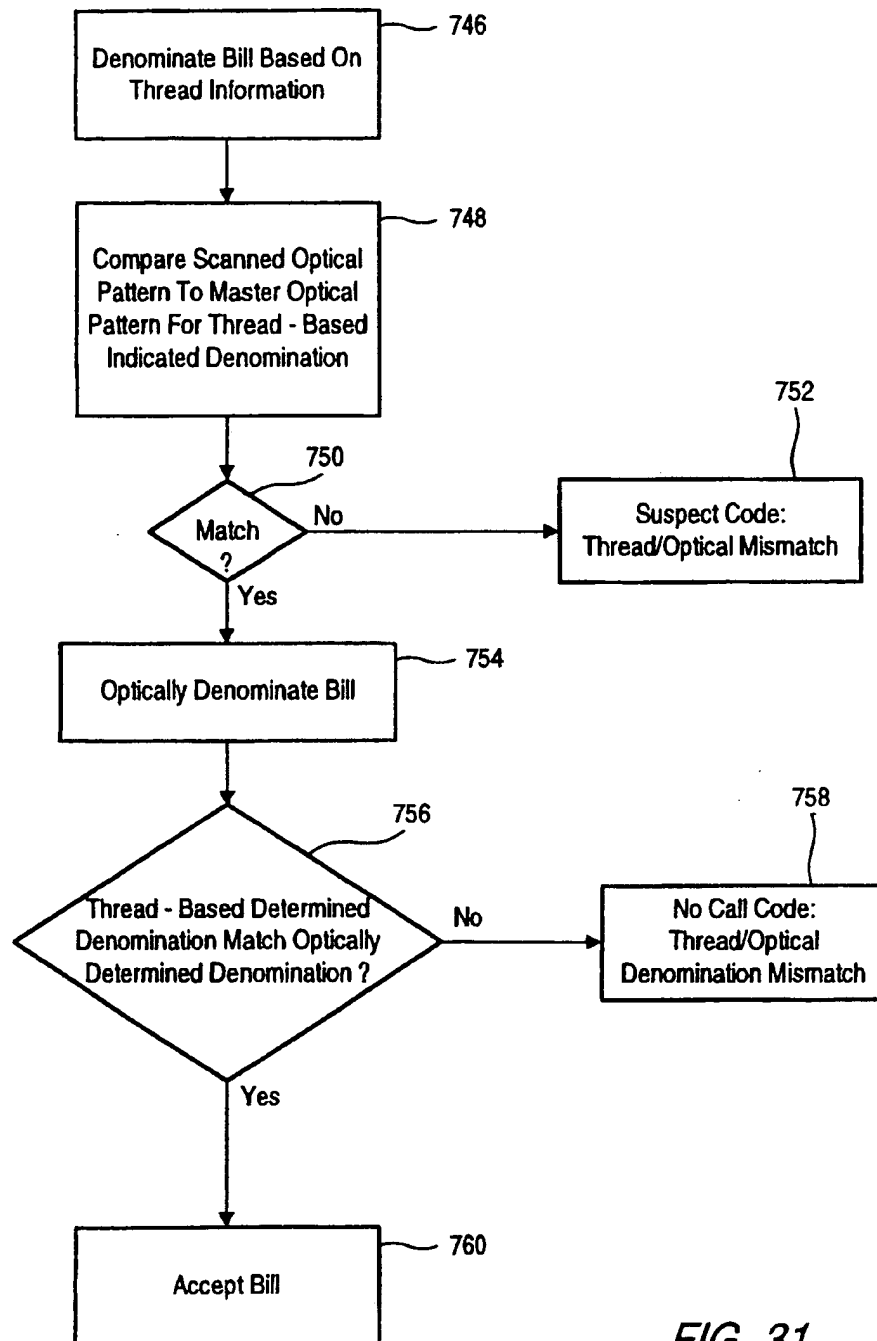 746
Denominate Bill Based On
Thread Information
748
Compare Scanned Optical
Pattern To Master Optical
Pattern For Thread - Based
Indicated Denomination
752
750
Match
?
No
Suspect Code:
Thread/Optical Mismatch
Yes
754
Optically Denominate Bill
758
756
Thread - Based Determined
Denomination Match Optically
Determined Denomination ?
No
No Call Code:
Thread/Optical
Denomination Mismatch
Yes
760
Accept Bill
FIG. 31